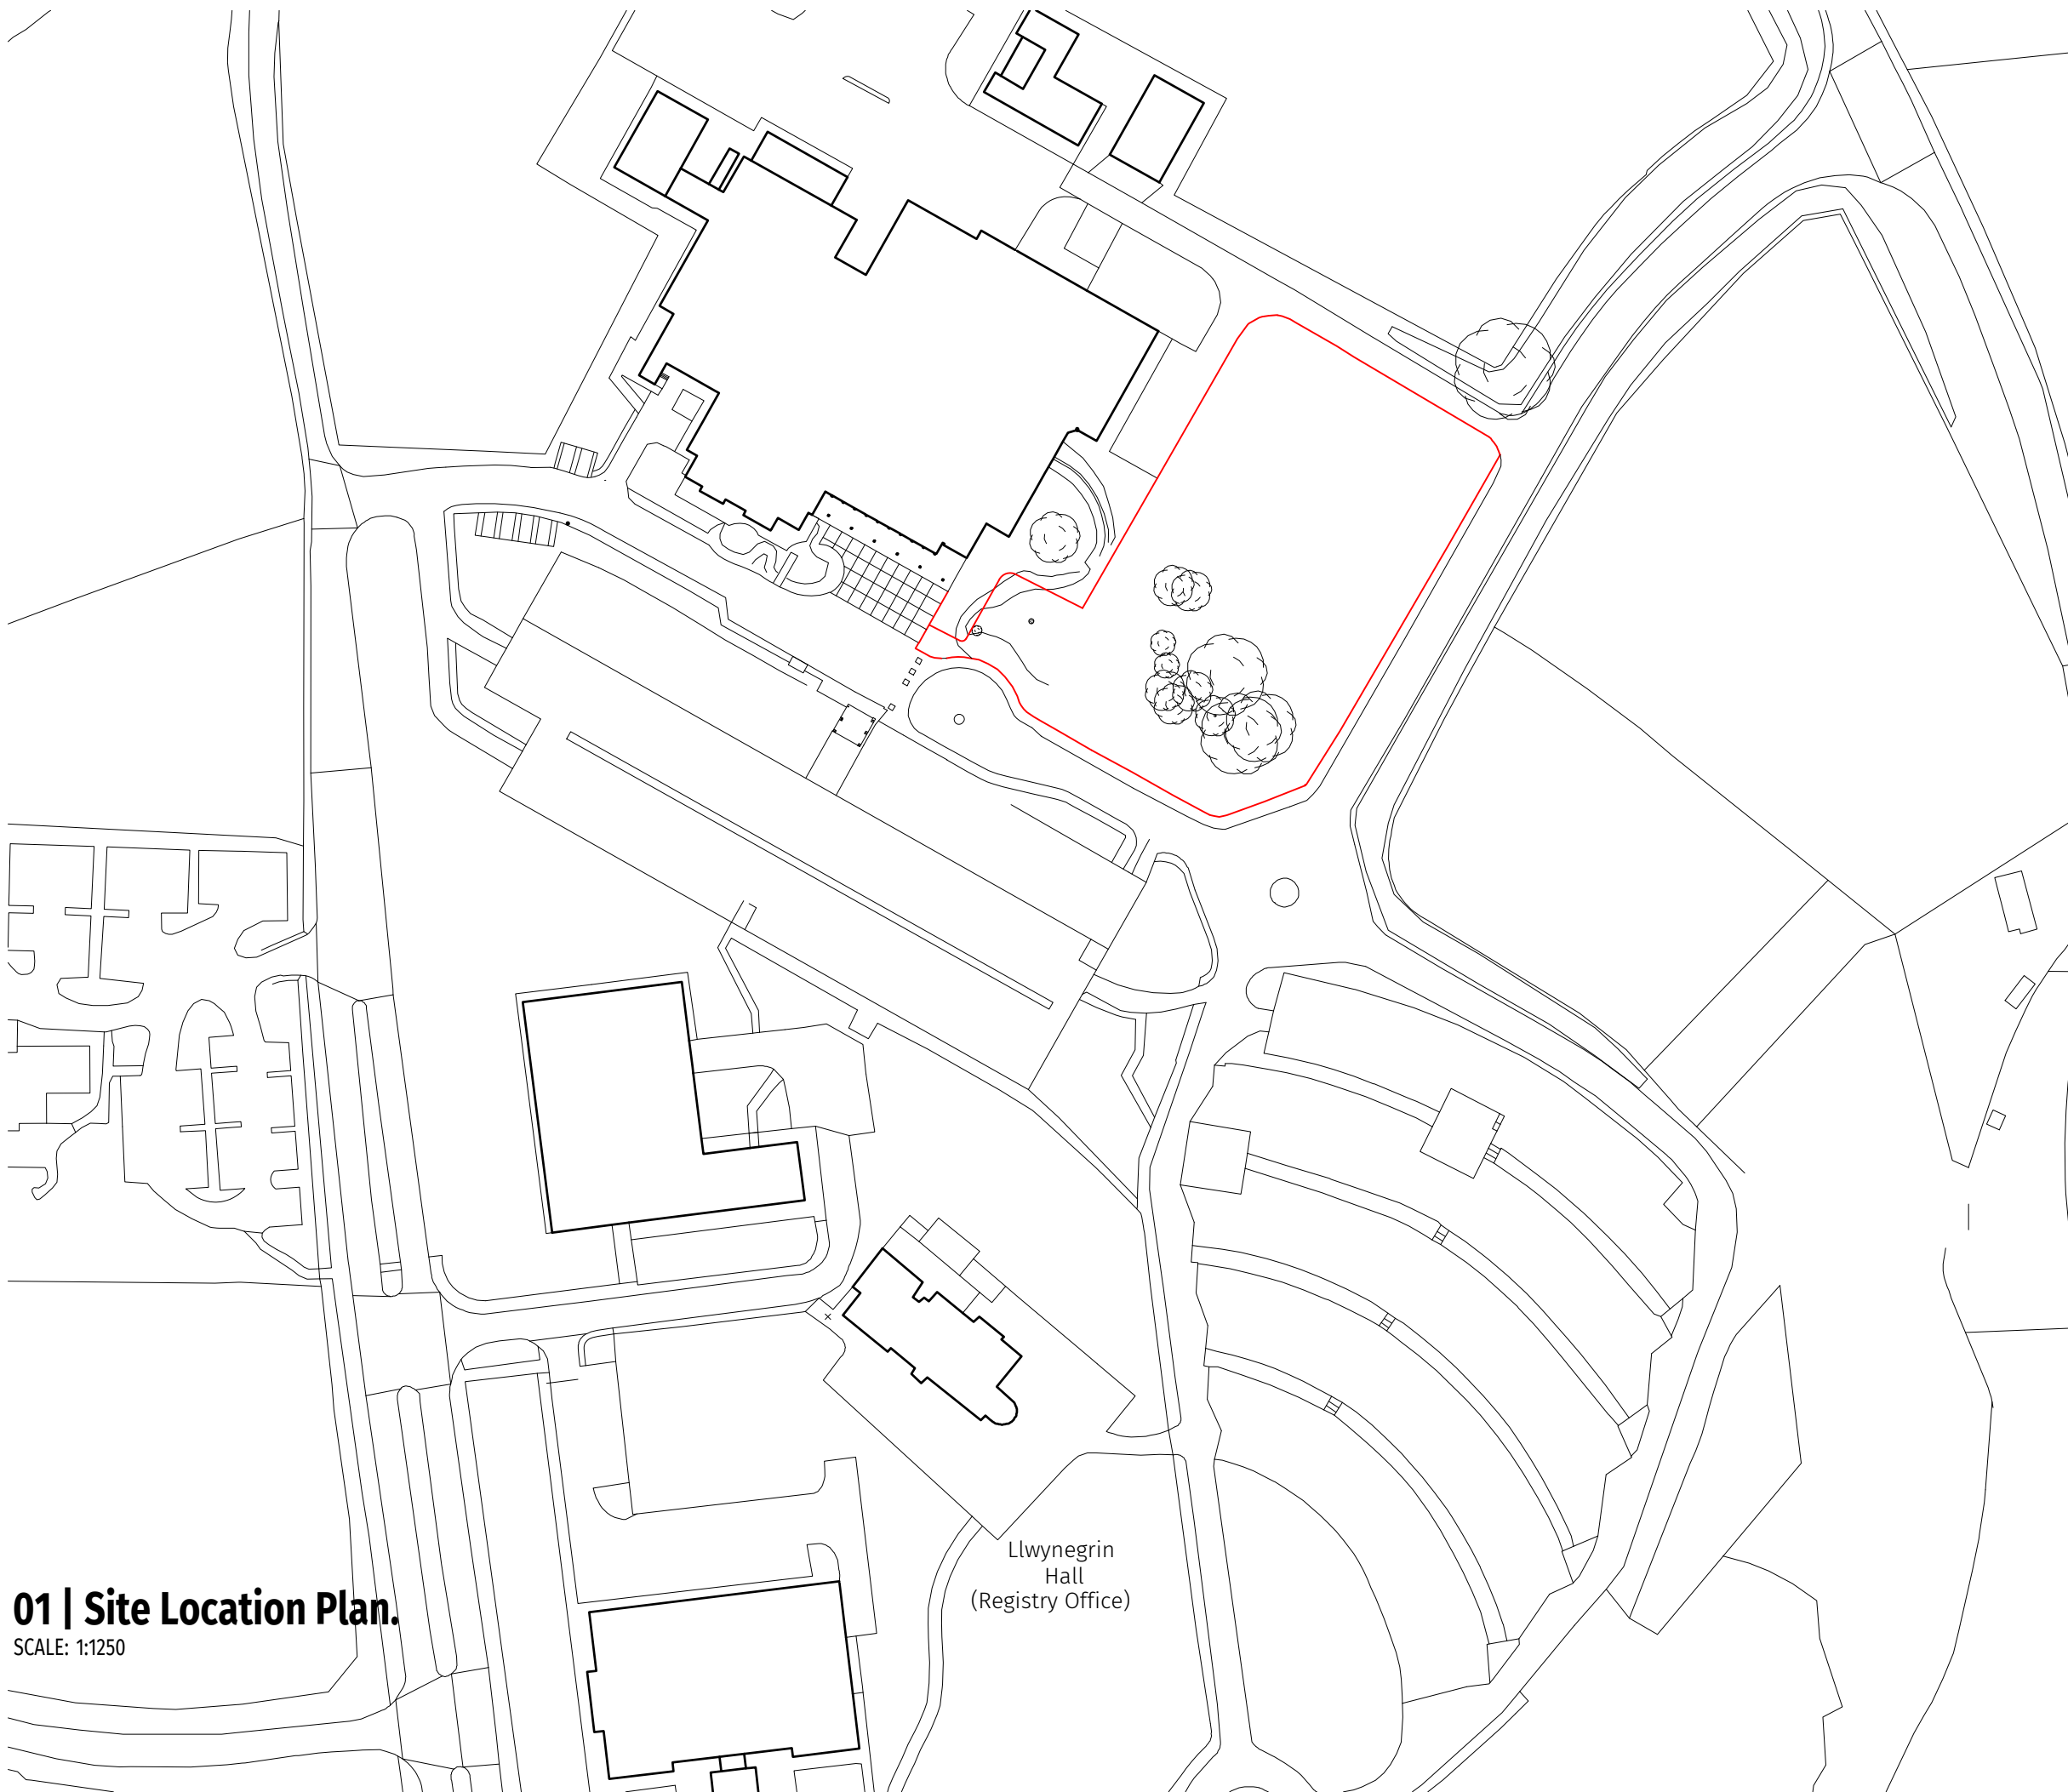 Llwynegrin
Hall
(Registry Office)
01 | Site Location Plan.
SCALE: 1:1250